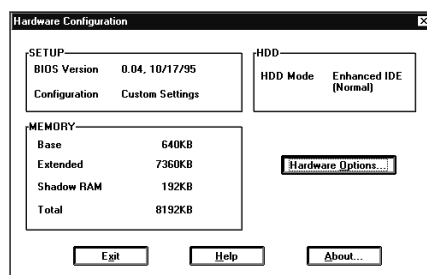 Hardware Configuration
SETUP
BIOS Version 0.04, 10/17/95
Configuration Custom Settings
HDD
HDD Mode Enhanced IDE
(Normal)
MEMORY
Base 640KB
Extended 7360KB
Shadow RAM 192KB
Total 8192KB
Hardware Options...
Exit Help About...